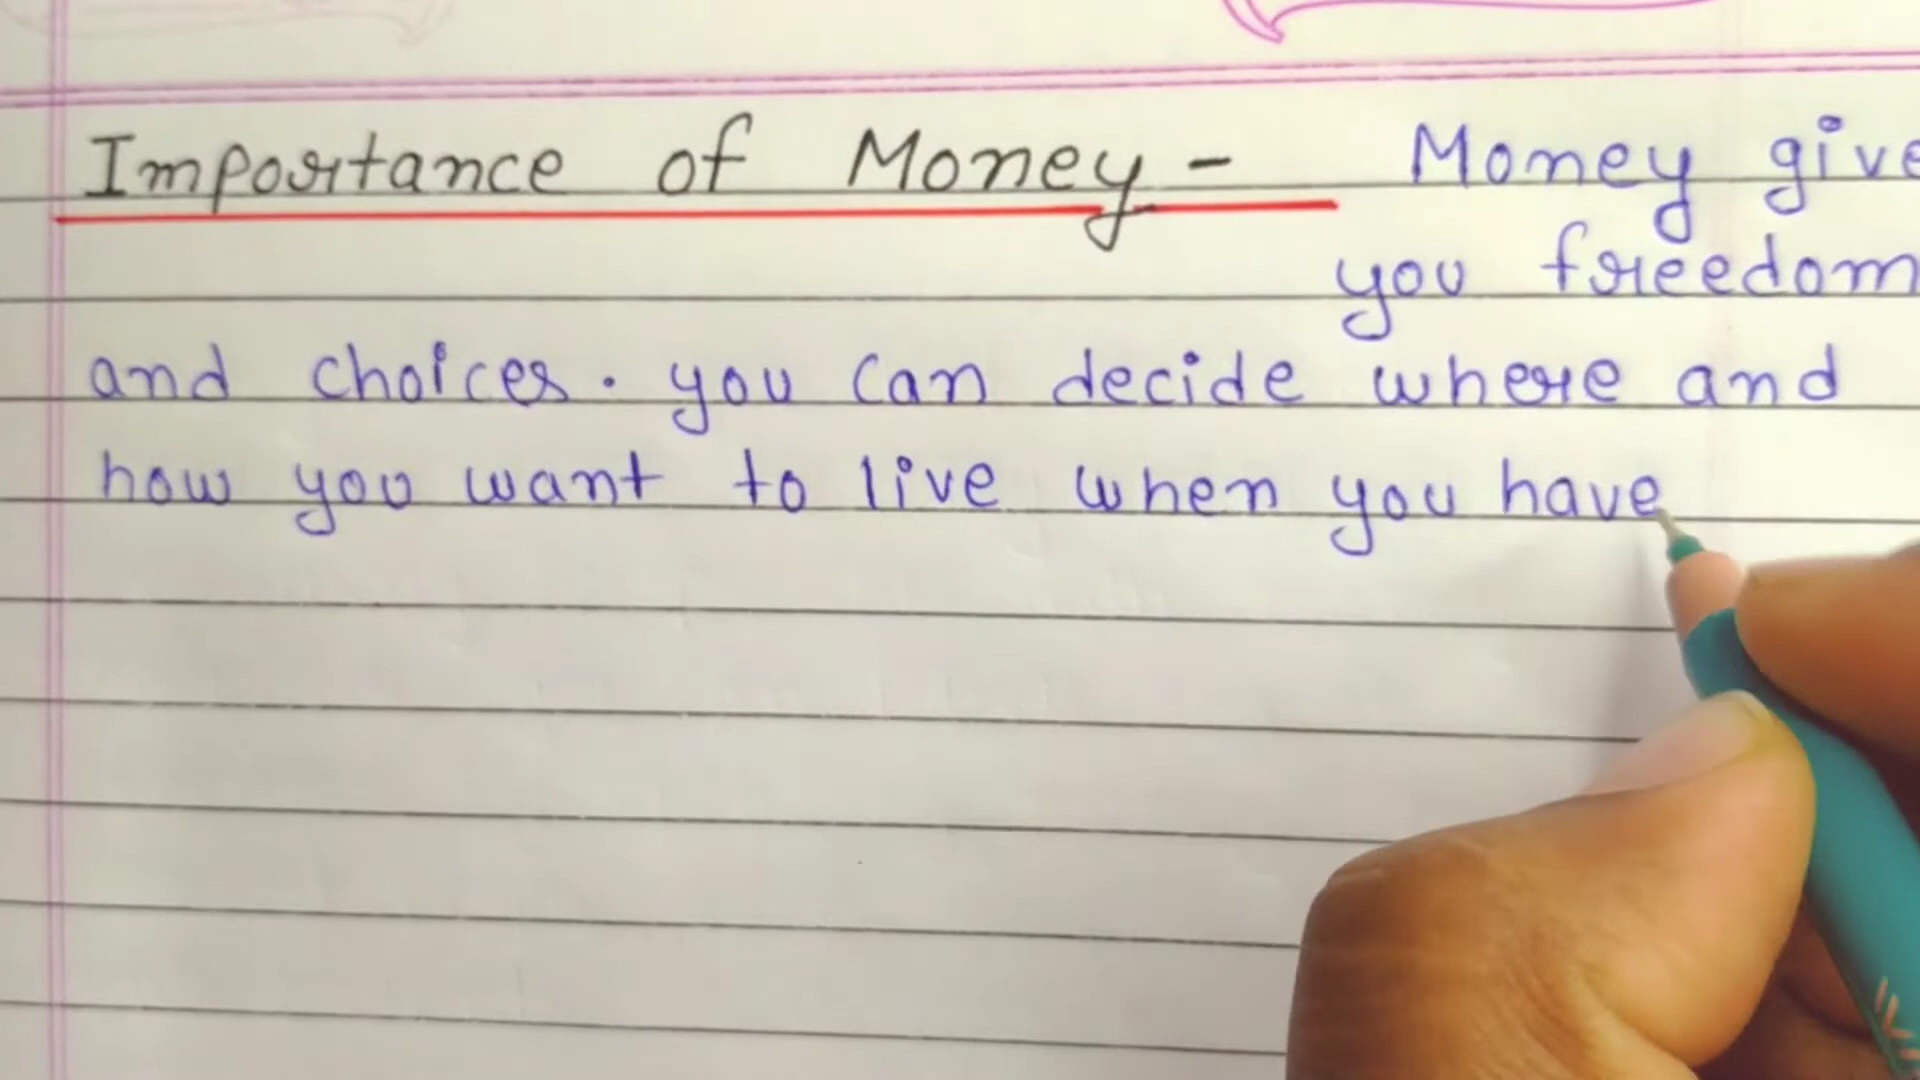 Importance of Money - Money give
you freedom
and choices. you can decide where and
how you want to live when you have